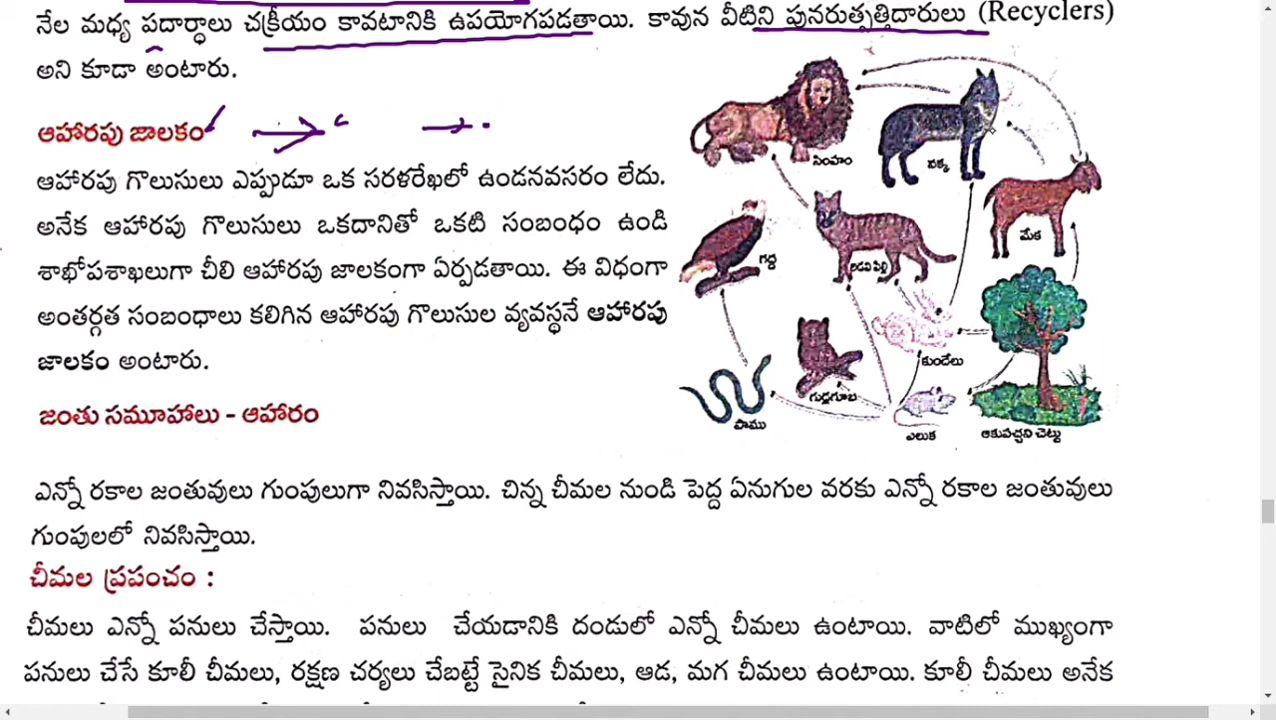 నేల మధ్య పదార్ధాలు చక్రీయం కావటానికి ఉపయోగపడతాయి. కావున వీటిని పునరుత్పత్తిదారులు (Recyclers)
అని కూడా అంటారు.
ఆహారపు జాలకం
ఆహారపు గొలుసులు ఎప్పుడూ ఒక సరళరేఖలో ఉండనవసరం లేదు.
అనేక ఆహారపు గొలుసులు ఒకదానితో ఒకటి సంబంధం ఉండి
శాఖోపశాఖలుగా చీలి ఆహారపు జాలకంగా ఏర్పడతాయి. ఈ విధంగా
అంతర్గత సంబంధాలు కలిగిన ఆహారపు గొలుసుల వ్యవస్థనే ఆహారపు
జాలకం అంటారు.
సింహం
నక్క
మేక
గద్ద
అడవి పిల్లి
కుందేలు
గుడ్లగూబ
పాము
ఎలుక
ఆకుపచ్చని చెట్లు
జంతు సమూహాలు - ఆహారం
ఎన్నో రకాల జంతువులు గుంపులుగా నివసిస్తాయి. చిన్న చీమల నుండి పెద్ద ఏనుగుల వరకు ఎన్నో రకాల జంతువులు
గుంపులలో నివసిస్తాయి.
చీమల ప్రపంచం :
చీమలు ఎన్నో పనులు చేస్తాయి. పనులు చేయడానికి దండులో ఎన్నో చీమలు ఉంటాయి. వాటిలో ముఖ్యంగా
పనులు చేసే కూలీ చీమలు, రక్షణ చర్యలు చేబట్టే సైనిక చీమలు, ఆడ, మగ చీమలు ఉంటాయి. కూలీ చీమలు అనేక